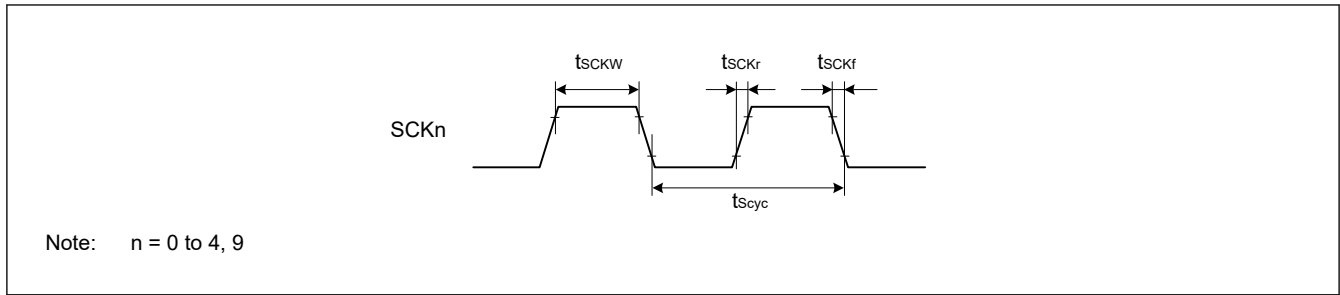 tSCKW tSCKr tSCKf
SCKn
tScyc
Note: n = 0 to 4, 9